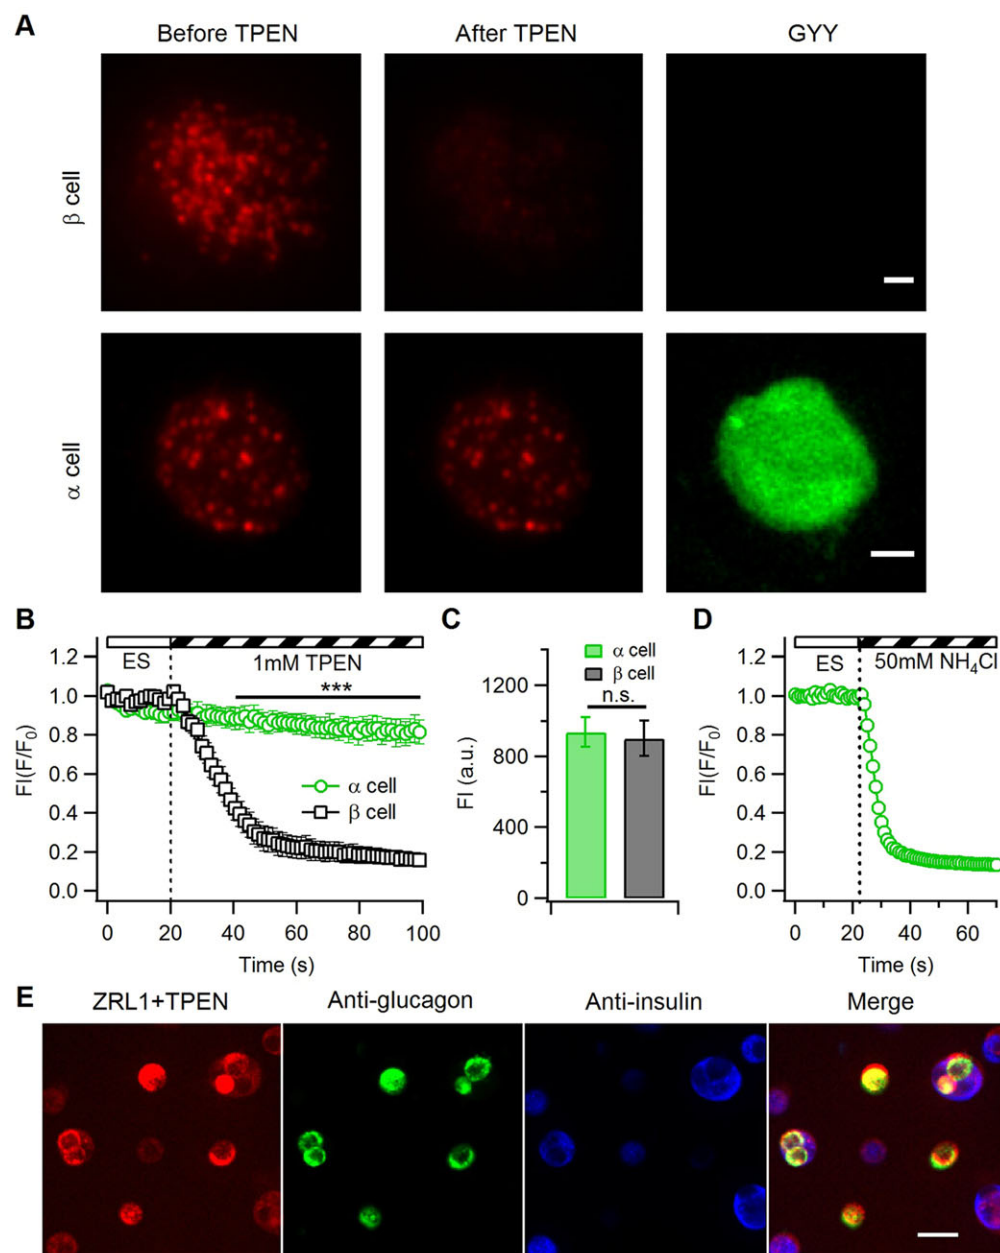 A
Before TPEN After TPEN GYY
β cell
α cell
B
1.2
1.0
0.8
0.6
0.4
0.2
0.0
FI(F/F₀)
ES 1mM TPEN
***
α cell
β cell
0 20 40 60 80 100
Time (s)
C
α cell
β cell
n.s.
1200
800
400
0
FI (a.u.)
D
1.2
1.0
0.8
0.6
0.4
0.2
0.0
FI(F/F₀)
ES 50mM NH₄Cl
0 20 40 60
Time (s)
E
ZRL1+TPEN Anti-glucagon Anti-insulin Merge